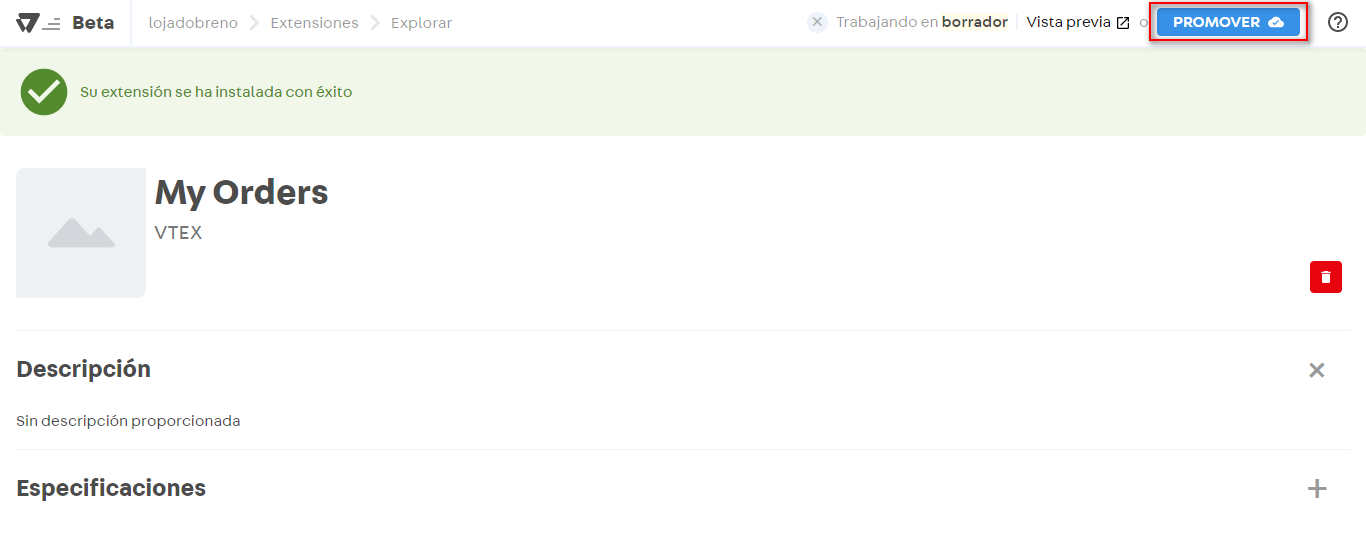 Beta lojadobreno Extensiones Explorar Trabajando en borrador Vista previa o PROMOVER
Su extensión se ha instalada con éxito
My Orders
VTEX
Descripción
Sin descripción proporcionada
Especificaciones